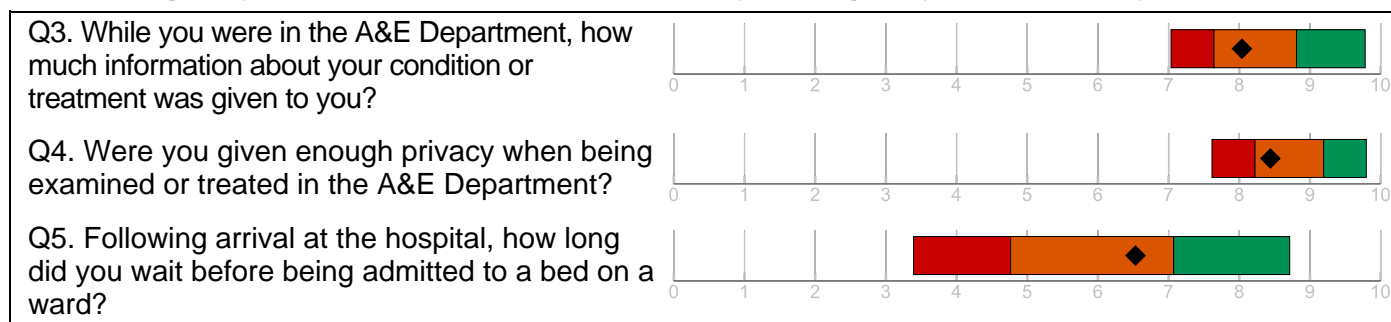 Q3. While you were in the A&E Department, how
much information about your condition or
treatment was given to you?
0 1 2 3 4 5 6 7 8 9 10
Q4. Were you given enough privacy when being
examined or treated in the A&E Department?
0 1 2 3 4 5 6 7 8 9 10
Q5. Following arrival at the hospital, how long
did you wait before being admitted to a bed on a
ward?
0 1 2 3 4 5 6 7 8 9 10